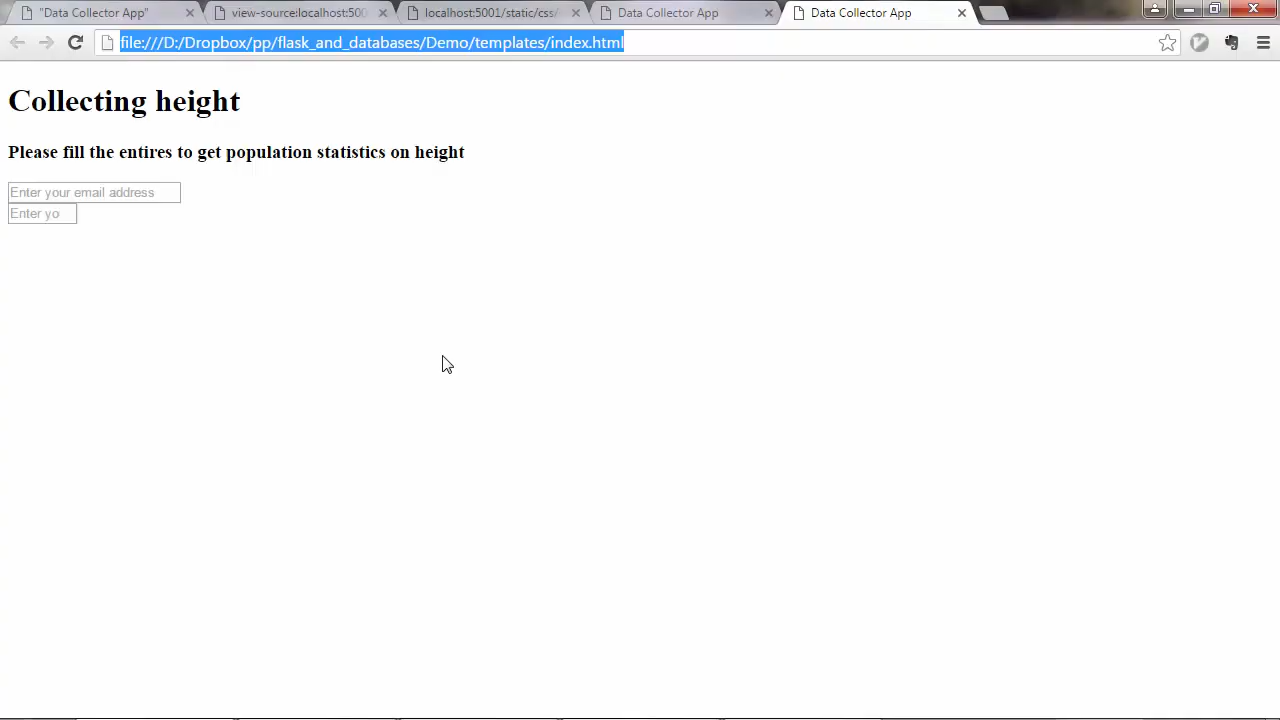 "Data Collector App"
view-source:localhost:500
localhost:5001/static/css/
Data Collector App
Data Collector App
file:///D:/Dropbox/pp/flask_and_databases/Demo/templates/index.html
Collecting height
Please fill the entires to get population statistics on height
Enter your email address
Enter yo